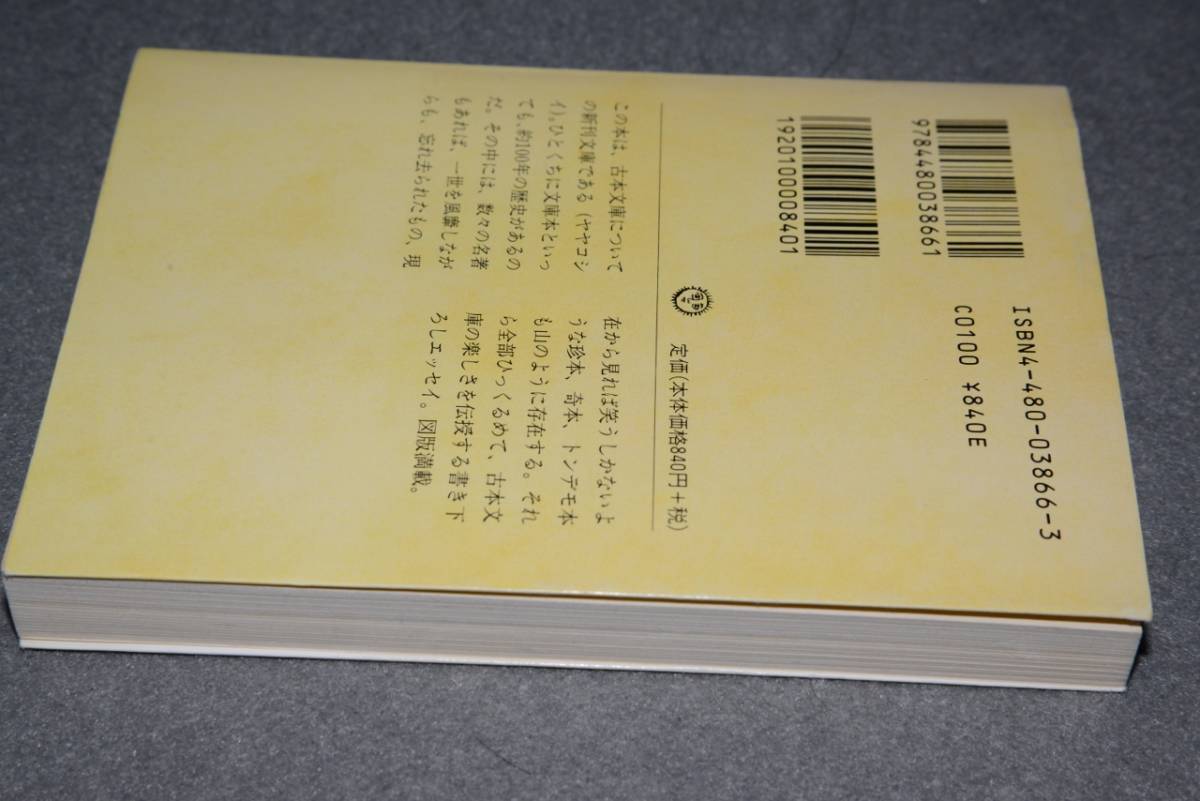 9784480038661
1920100008401
ISBN4-480-03866-3
C0100 ¥840E
定価(本体価格840円+税)
この本は、古本文庫について
の新刊文庫である(ヤヤコシ
イ)。ひとくちに文庫本といっ
ても、約100年の歴史があるの
だ。その中には、数々の名著
もあれば、一世を風靡しなが
らも、忘れ去られたもの、現
在から見れば笑うしかないよ
うな珍本、奇本、トンデモ本
も山のように存在する。それ
ら全部ひっくるめて、古本文
庫の楽しさを伝授する書き下
ろしエッセイ。図版満載。